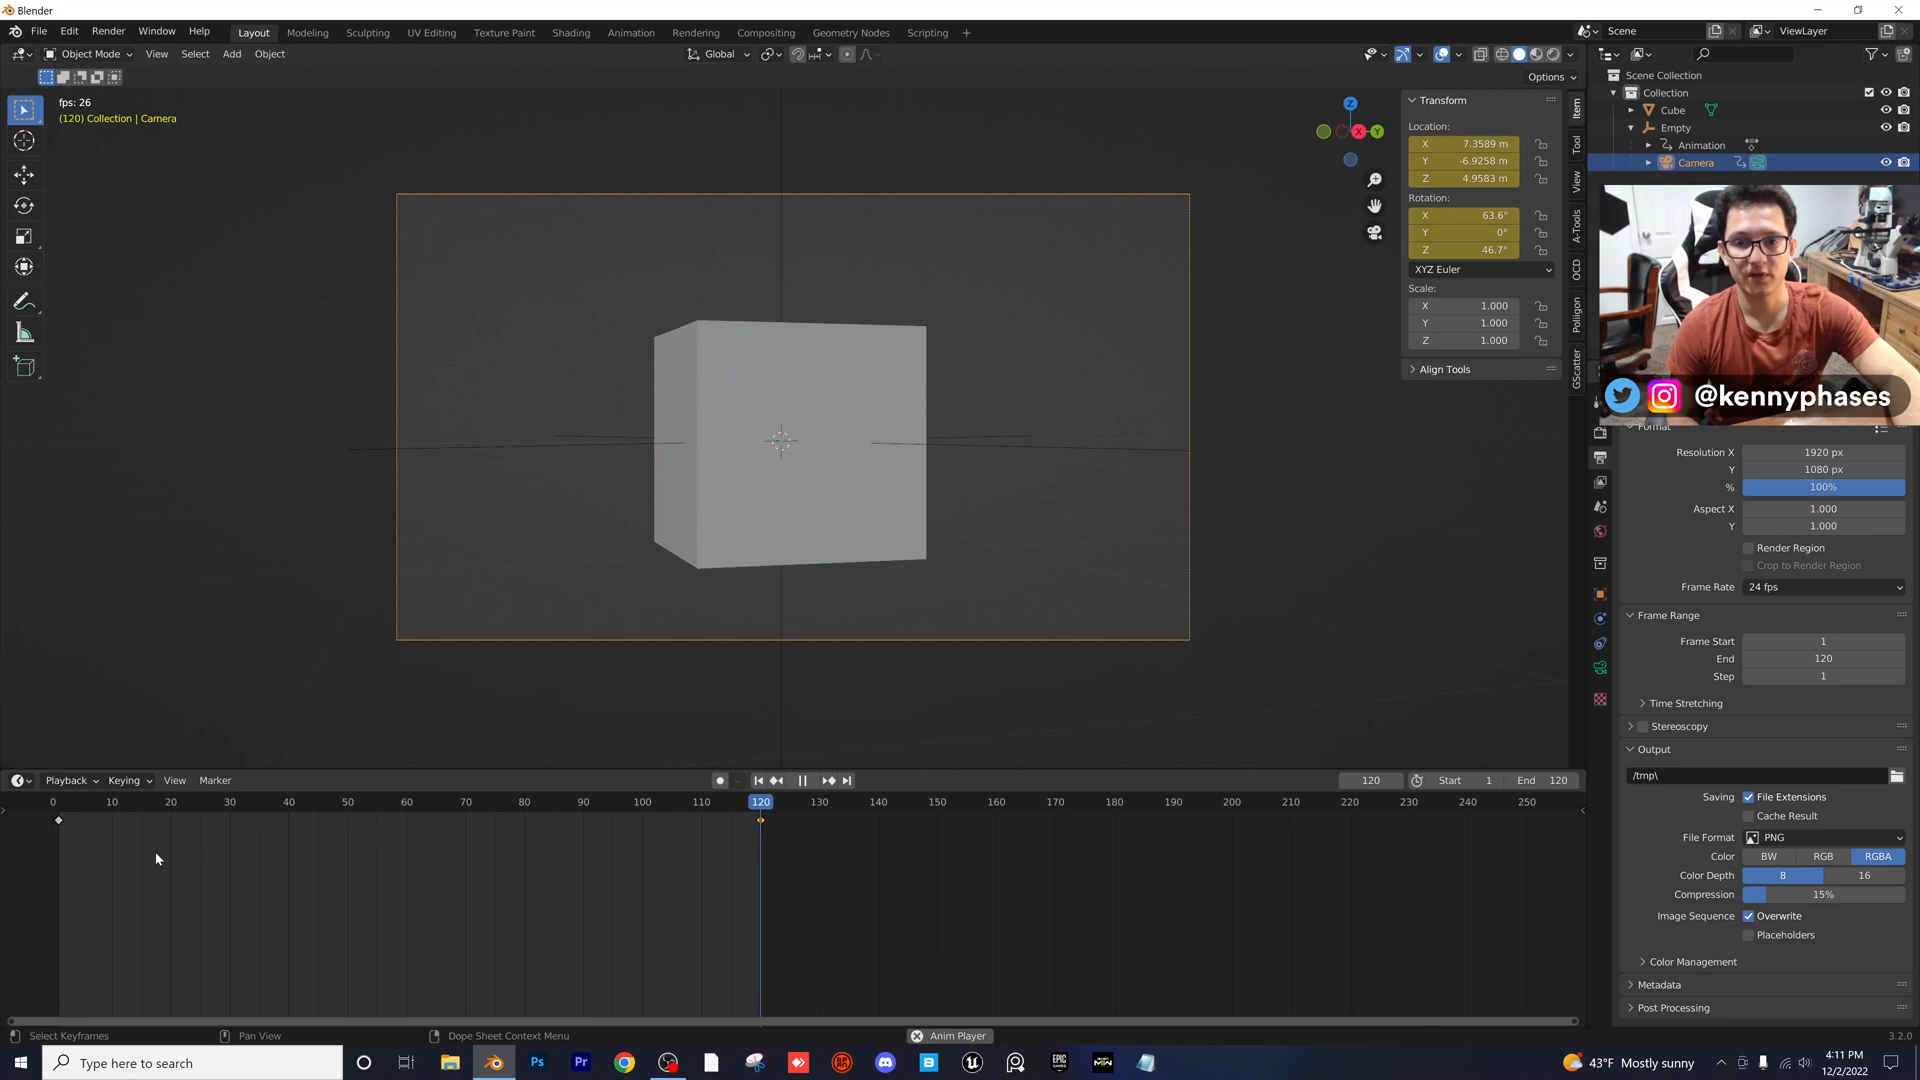 Blender
File Edit Render Window Help
Layout Modeling Sculpting UV Editing Texture Paint Shading Animation Rendering Compositing Geometry Nodes Scripting +
Scene ViewLayer
Object Mode View Select Add Object
Global
Options
fps: 26
(120) Collection | Camera
Z
X Y
Transform
Location:
X 7.3589 m
Y -6.9258 m
Z 4.9583 m
Rotation:
X 63.6°
Y 0°
Z 46.7°
XYZ Euler
Scale:
X 1.000
Y 1.000
Z 1.000
Align Tools
Item
Tool
View
A-Tools
OCD
Poliigon
GScatter
Scene Collection
Collection
Cube
Empty
Animation
Camera
@kennyphases
Format
Resolution X 1920 px
Y 1080 px
% 100%
Aspect X 1.000
Y 1.000
Render Region
Crop to Render Region
Frame Rate 24 fps
Frame Range
Frame Start 1
End 120
Step 1
Time Stretching
Stereoscopy
Output
/tmp\
Saving File Extensions
Cache Result
File Format PNG
Color BW RGB RGBA
Color Depth 8 16
Compression 15%
Image Sequence Overwrite
Placeholders
Color Management
Metadata
Post Processing
Playback Keying View Marker
120 Start 1 End 120
0 10 20 30 40 50 60 70 80 90 100 110 120 130 140 150 160 170 180 190 200 210 220 230 240 250
Select Keyframes Pan View Dope Sheet Context Menu Anim Player 3.2.0
Type here to search
Ps Pr
43°F Mostly sunny
4:11 PM
12/2/2022